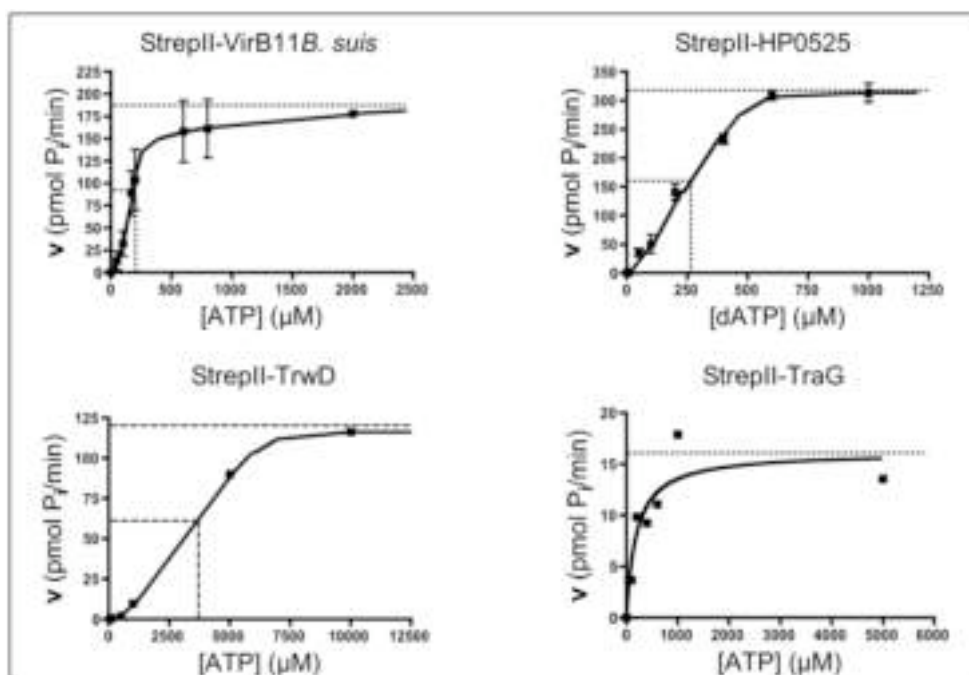 StrepII-VirB11B. suis
225
200
175
150
125
100
75
50
25
0
0 500 1000 1500 2000 2500
v (pmol Pi/min)
[ATP] (µM)
StrepII-HP0525
350
300
250
200
150
100
50
0
0 250 500 750 1000 1250
v (pmol Pi/min)
[dATP] (µM)
StrepII-TrwD
125
100
75
50
25
0
0 2500 5000 7500 10000 12500
v (pmol Pi/min)
[ATP] (µM)
StrepII-TraG
20
15
10
5
0
0 1000 2000 3000 4000 5000 6000
v (pmol Pi/min)
[ATP] (µM)